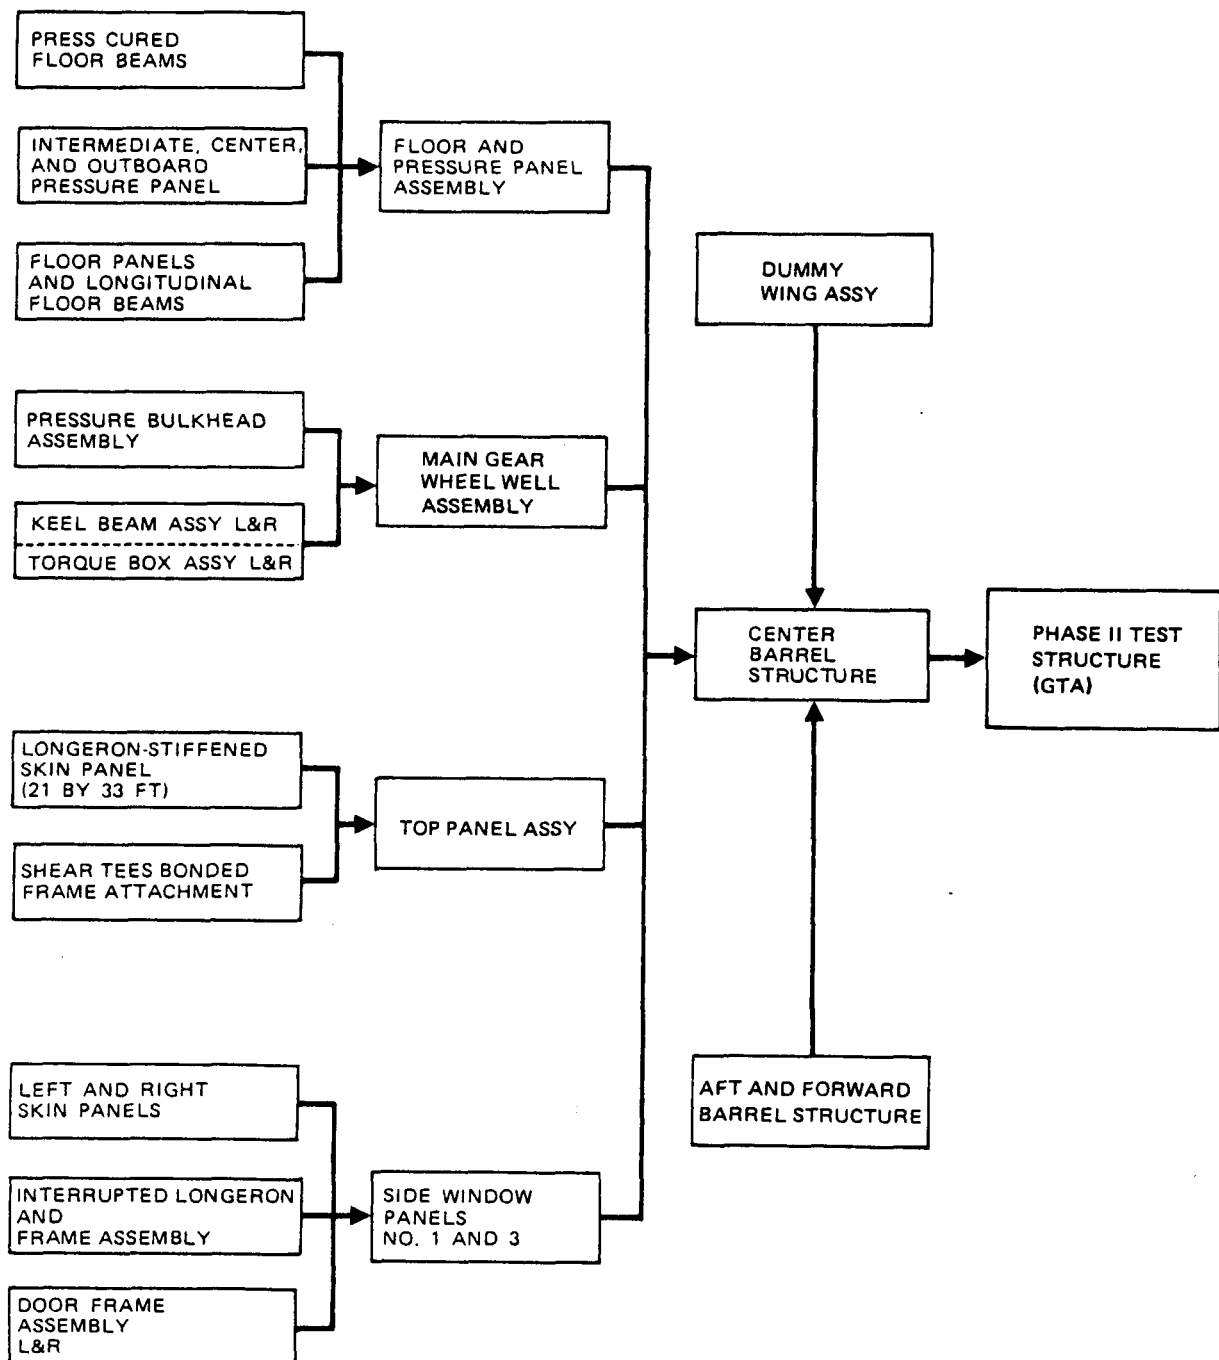 PRESS CURED
FLOOR BEAMS
INTERMEDIATE, CENTER,
AND OUTBOARD
PRESSURE PANEL
FLOOR PANELS
AND LONGITUDINAL
FLOOR BEAMS
FLOOR AND
PRESSURE PANEL
ASSEMBLY
DUMMY
WING ASSY
PRESSURE BULKHEAD
ASSEMBLY
KEEL BEAM ASSY L&R
TORQUE BOX ASSY L&R
MAIN GEAR
WHEEL WELL
ASSEMBLY
CENTER
BARREL
STRUCTURE
PHASE II TEST
STRUCTURE
(GTA)
LONGERON-STIFFENED
SKIN PANEL
(21 BY 33 FT)
SHEAR TEES BONDED
FRAME ATTACHMENT
TOP PANEL ASSY
AFT AND FORWARD
BARREL STRUCTURE
LEFT AND RIGHT
SKIN PANELS
INTERRUPTED LONGERON
AND
FRAME ASSEMBLY
DOOR FRAME
ASSEMBLY
L&R
SIDE WINDOW
PANELS
NO. 1 AND 3